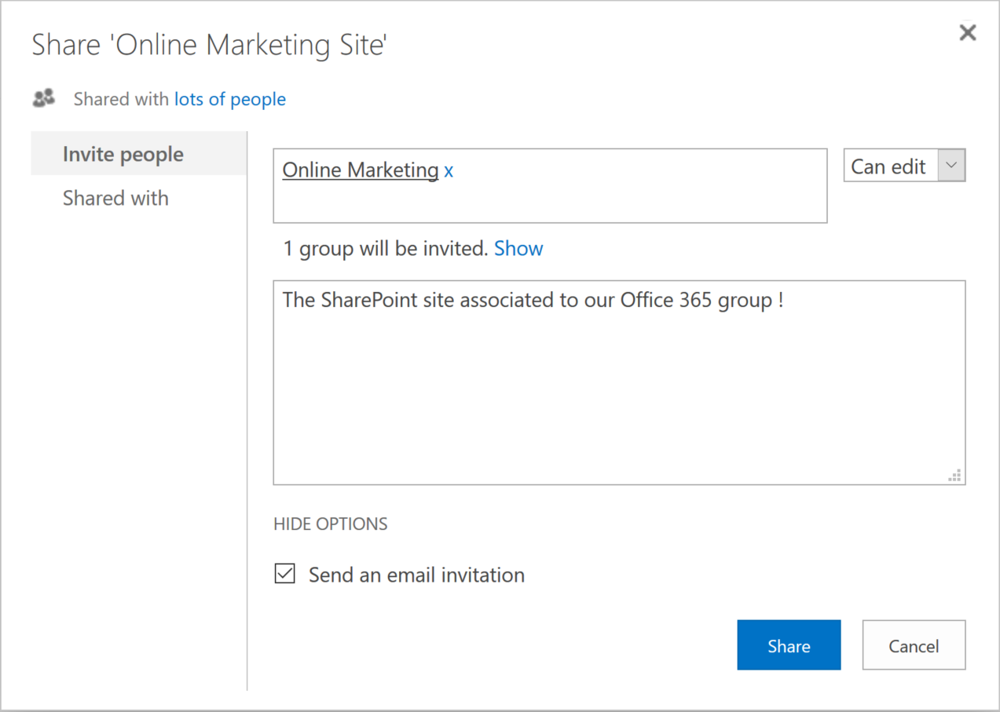 Share 'Online Marketing Site'
Shared with lots of people
Invite people
Shared with
Online Marketing x
Can edit
1 group will be invited. Show
The SharePoint site associated to our Office 365 group !
HIDE OPTIONS
Send an email invitation
Share
Cancel